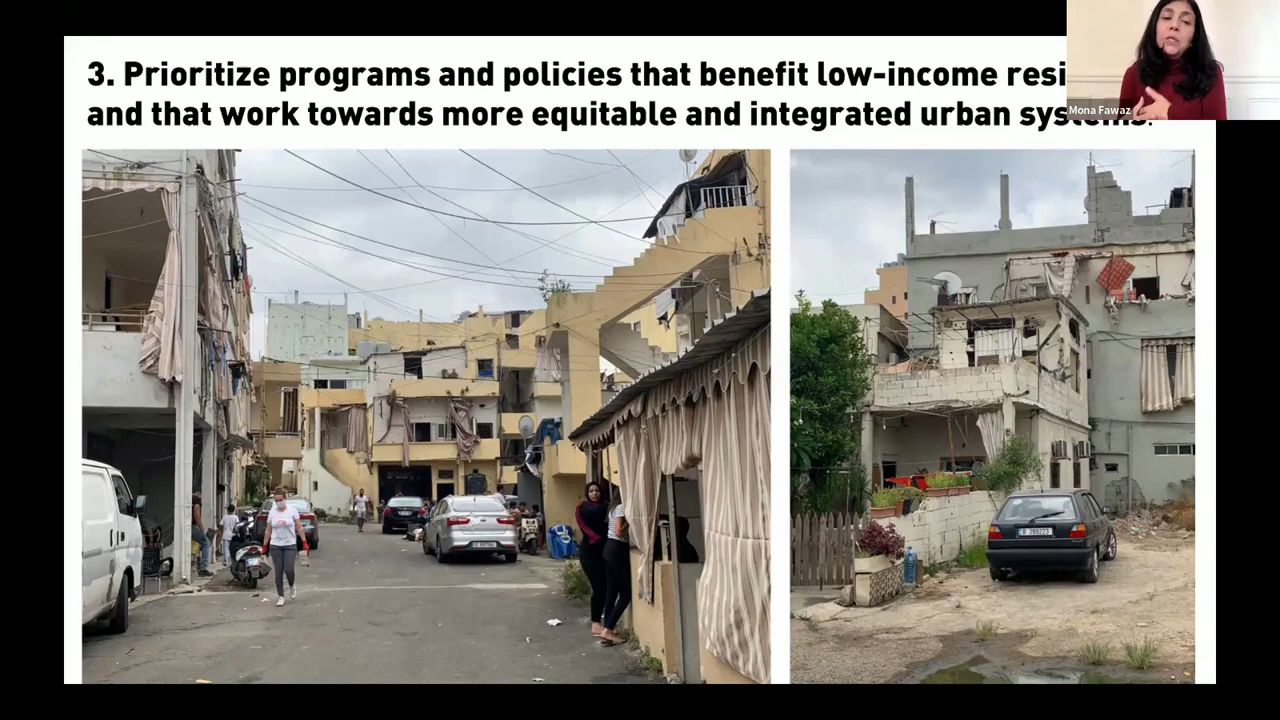 3. Prioritize programs and policies that benefit low-income resi
and that work towards more equitable and integrated urban systems.
Mona Fawaz